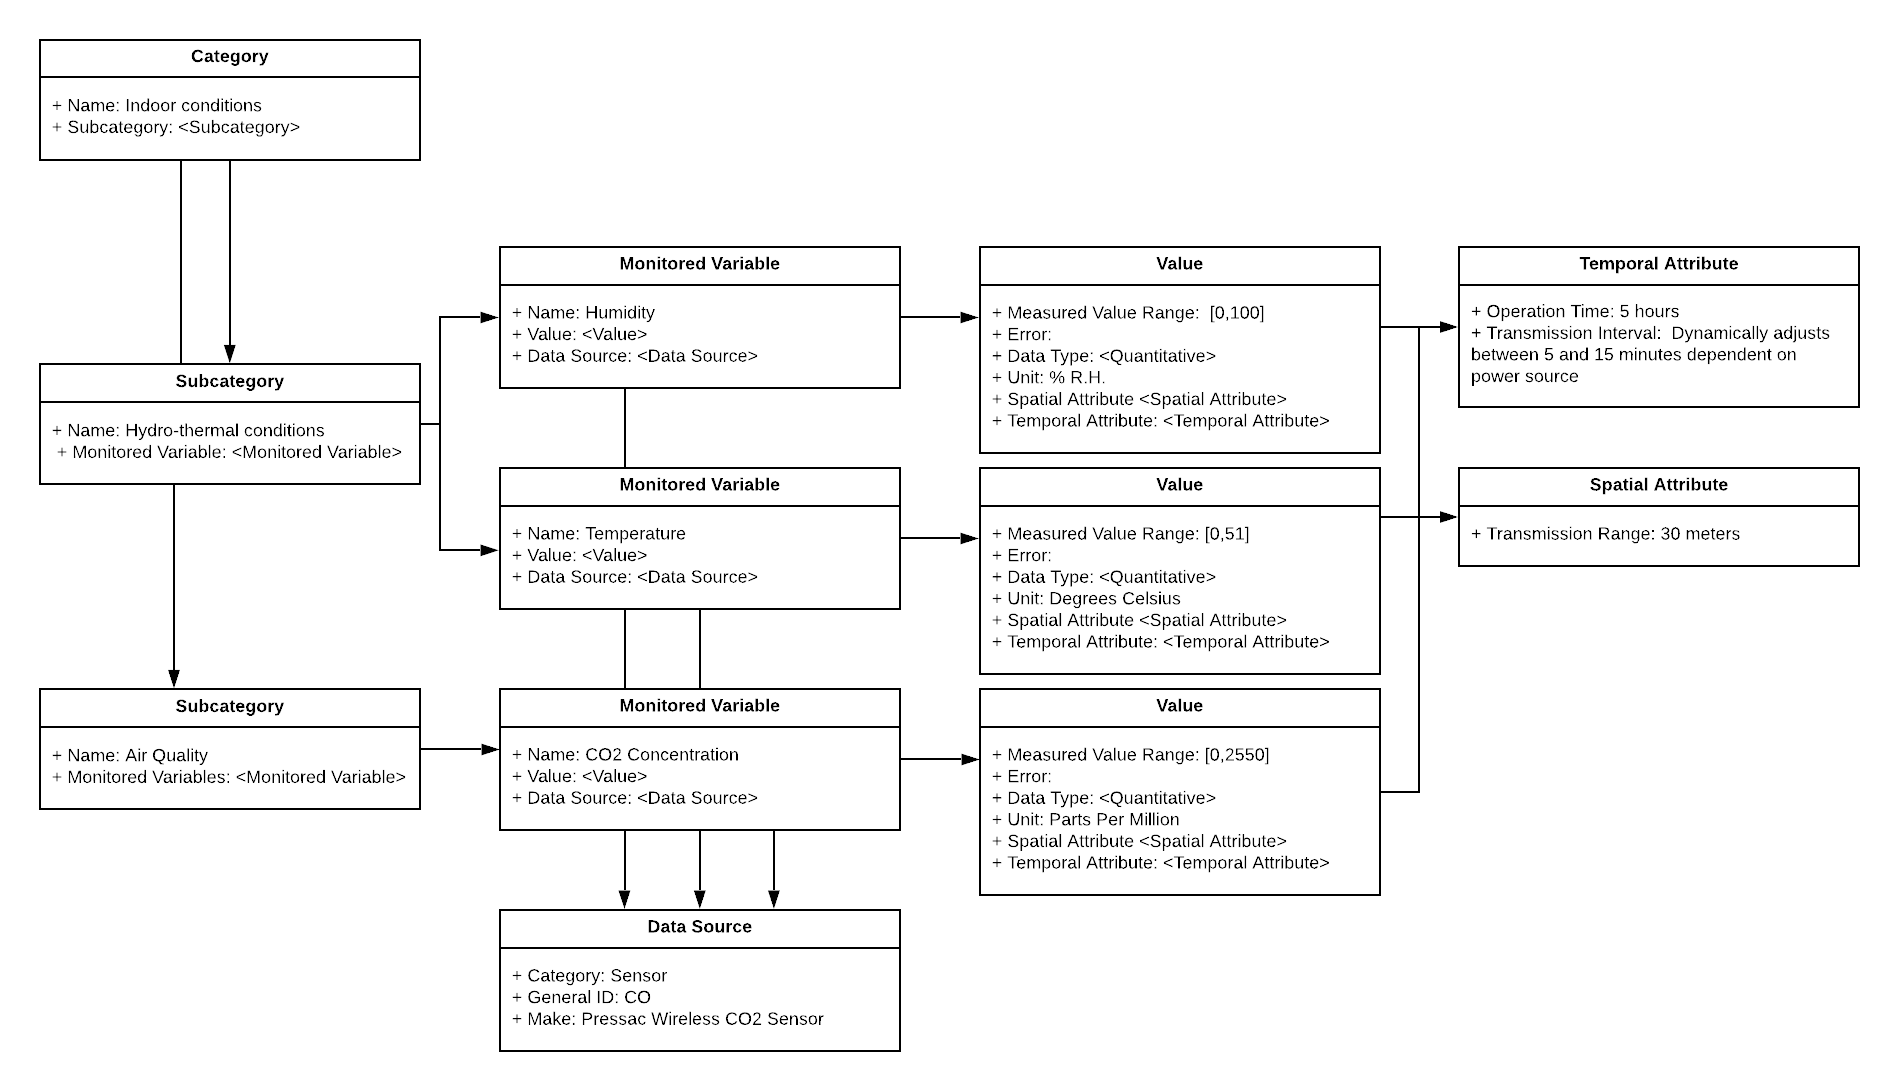 Category
+ Name: Indoor conditions
+ Subcategory: <Subcategory>
Subcategory
+ Name: Hydro-thermal conditions
+ Monitored Variable: <Monitored Variable>
Subcategory
+ Name: Air Quality
+ Monitored Variables: <Monitored Variable>
Monitored Variable
+ Name: Humidity
+ Value: <Value>
+ Data Source: <Data Source>
Monitored Variable
+ Name: Temperature
+ Value: <Value>
+ Data Source: <Data Source>
Monitored Variable
+ Name: CO2 Concentration
+ Value: <Value>
+ Data Source: <Data Source>
Data Source
+ Category: Sensor
+ General ID: CO
+ Make: Pressac Wireless CO2 Sensor
Value
+ Measured Value Range:  [0,100]
+ Error:
+ Data Type: <Quantitative>
+ Unit: % R.H.
+ Spatial Attribute <Spatial Attribute>
+ Temporal Attribute: <Temporal Attribute>
Value
+ Measured Value Range: [0,51]
+ Error:
+ Data Type: <Quantitative>
+ Unit: Degrees Celsius
+ Spatial Attribute <Spatial Attribute>
+ Temporal Attribute: <Temporal Attribute>
Value
+ Measured Value Range: [0,2550]
+ Error:
+ Data Type: <Quantitative>
+ Unit: Parts Per Million
+ Spatial Attribute <Spatial Attribute>
+ Temporal Attribute: <Temporal Attribute>
Temporal Attribute
+ Operation Time: 5 hours
+ Transmission Interval:  Dynamically adjusts
between 5 and 15 minutes dependent on
power source
Spatial Attribute
+ Transmission Range: 30 meters